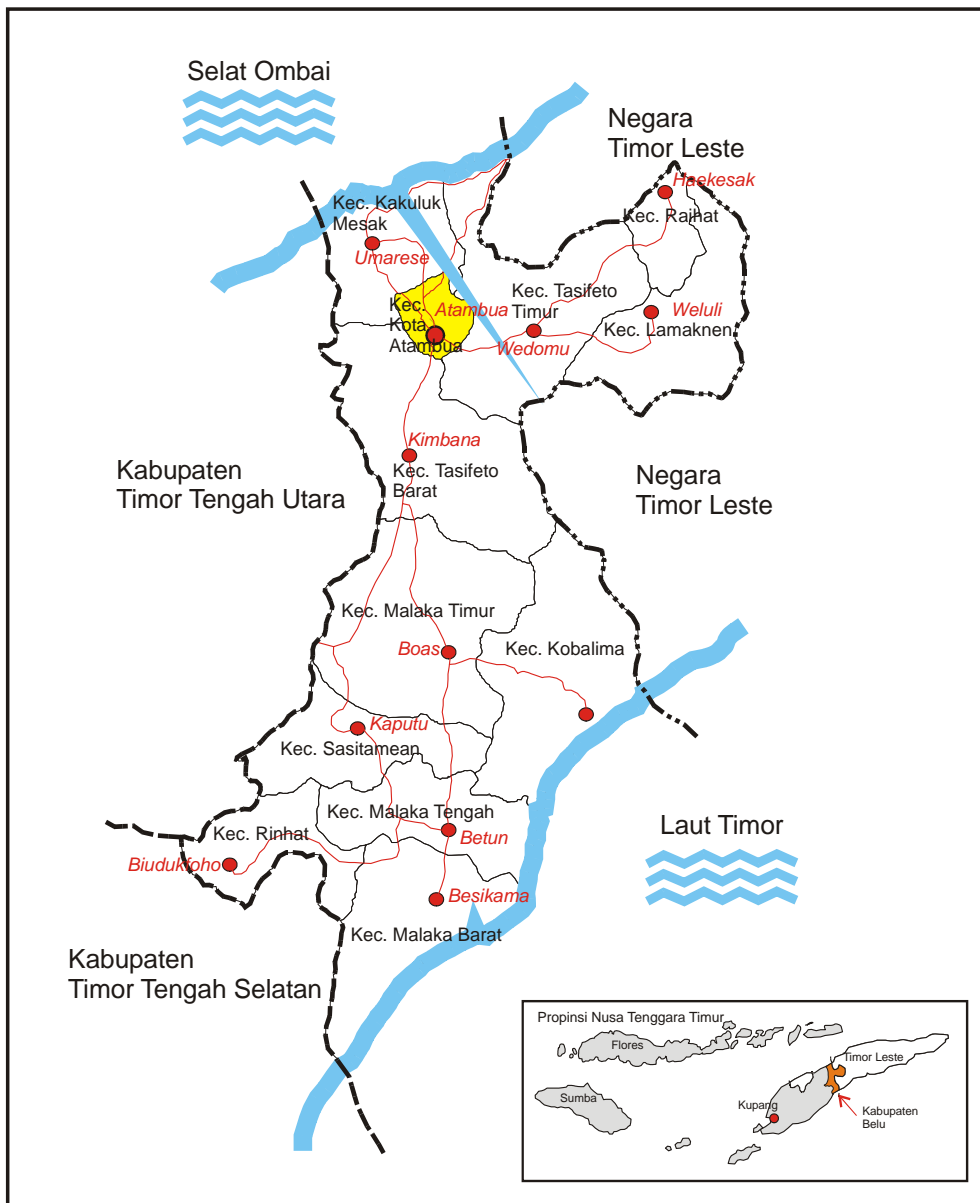 Selat Ombai
Negara
Timor Leste
Haekesak
Kec. Kakuluk
Mesak
Kec. Raihat
Umarese
Kec. Tasifeto
Timur
Kec.
Kota
Atambua
Atambua
Weluli
Kec. Lamaknen
Wedomu
Kimbana
Kec. Tasifeto
Barat
Kabupaten
Timor Tengah Utara
Negara
Timor Leste
Kec. Malaka Timur
Boas
Kec. Kobalima
Kaputu
Kec. Sasitamean
Kec. Malaka Tengah
Kec. Rinhat
Betun
Biudukfoho
Laut Timor
Besikama
Kec. Malaka Barat
Kabupaten
Timor Tengah Selatan
Propinsi Nusa Tenggara Timur
Flores
Timor Leste
Sumba
Kupang
Kabupaten
Belu